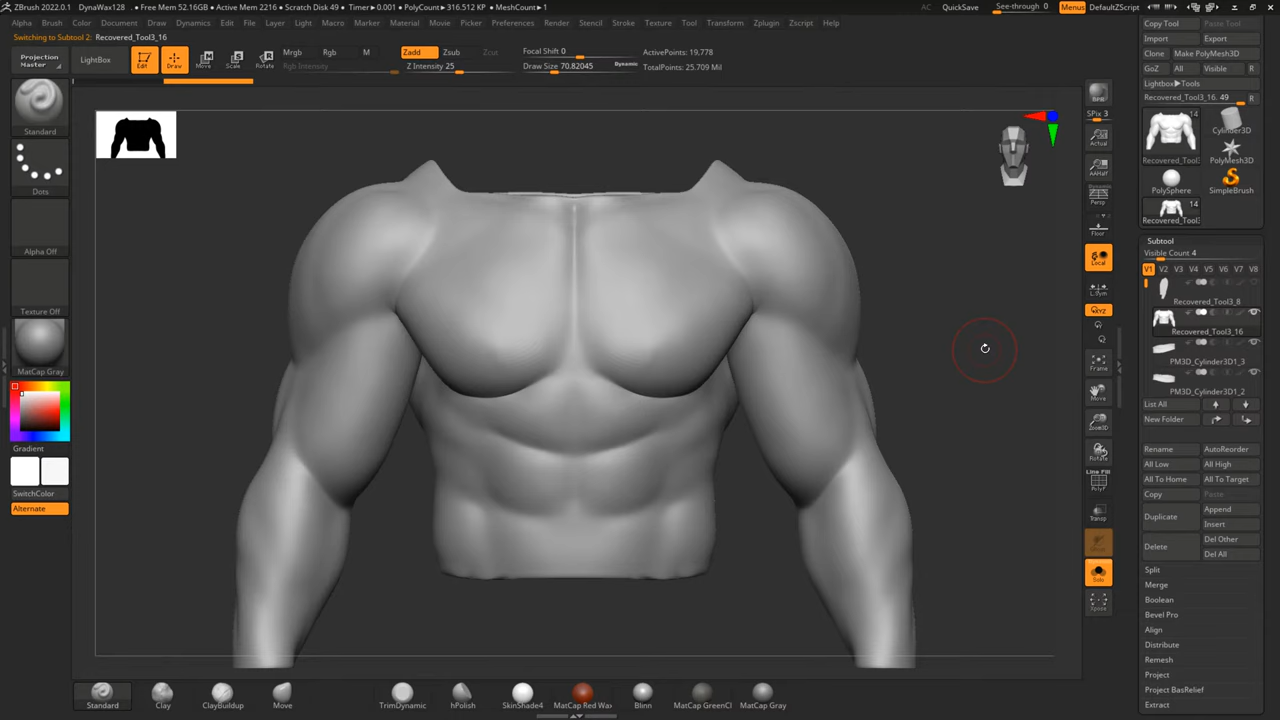 ZBrush 2022.0.1 DynaWax128 • Free Mem 52.16GB • Active Mem 2216 • Scratch Disk 49 • Timer▶0.001 • PolyCount▶316.512 KP • MeshCount▶1 AC QuickSave See-through 0 Menus DefaultZScript
Alpha Brush Color Document Draw Dynamics Edit File Layer Light Macro Marker Material Movie Picker Preferences Render Stencil Stroke Texture Tool Transform Zplugin Zscript Help
Switching to Subtool 2: Recovered_Tool3_16
Projection
Master
LightBox
Edit Draw Move Scale Rotate
Mrgb Rgb M
Rgb Intensity
Zadd Zsub Cut
Z Intensity 25
Focal Shift 0
Draw Size 70.82045 Dynamic
ActivePoints: 19,778
TotalPoints: 25.709 Mil
Standard
Dots
Alpha Off
Texture Off
MatCap Gray
Gradient
SwitchColor
Alternate
BPR
SPix 3
Actual
AAHalf
Dynamic
Persp
Floor
Local
L.Sym
XYZ
Frame
Move
Zoom3D
Rotate
Line Fill
PolyF
Transp
Solo
Xpose
Copy Tool Paste Tool
Import Export
Clone Make PolyMesh3D
GoZ All Visible R
Lightbox▶Tools
Recovered_Tool3_16. 49 R
14
Recovered_Tool3 Cylinder3D
PolyMesh3D
PolySphere SimpleBrush
14
Recovered_Tool3
Subtool
Visible Count 4
V1 V2 V3 V4 V5 V6 V7 V8
Recovered_Tool3_8
Recovered_Tool3_16
PM3D_Cylinder3D1_3
PM3D_Cylinder3D1_2
List All
New Folder
Rename AutoReorder
All Low All High
All To Home All To Target
Copy Paste
Duplicate Append
Insert
Delete Del Other
Del All
Split
Merge
Boolean
Bevel Pro
Align
Distribute
Remesh
Project
Project BasRelief
Extract
Standard Clay ClayBuildup Move TrimDynamic hPolish SkinShade4 MatCap Red Wax Blinn MatCap GreenCl MatCap Gray